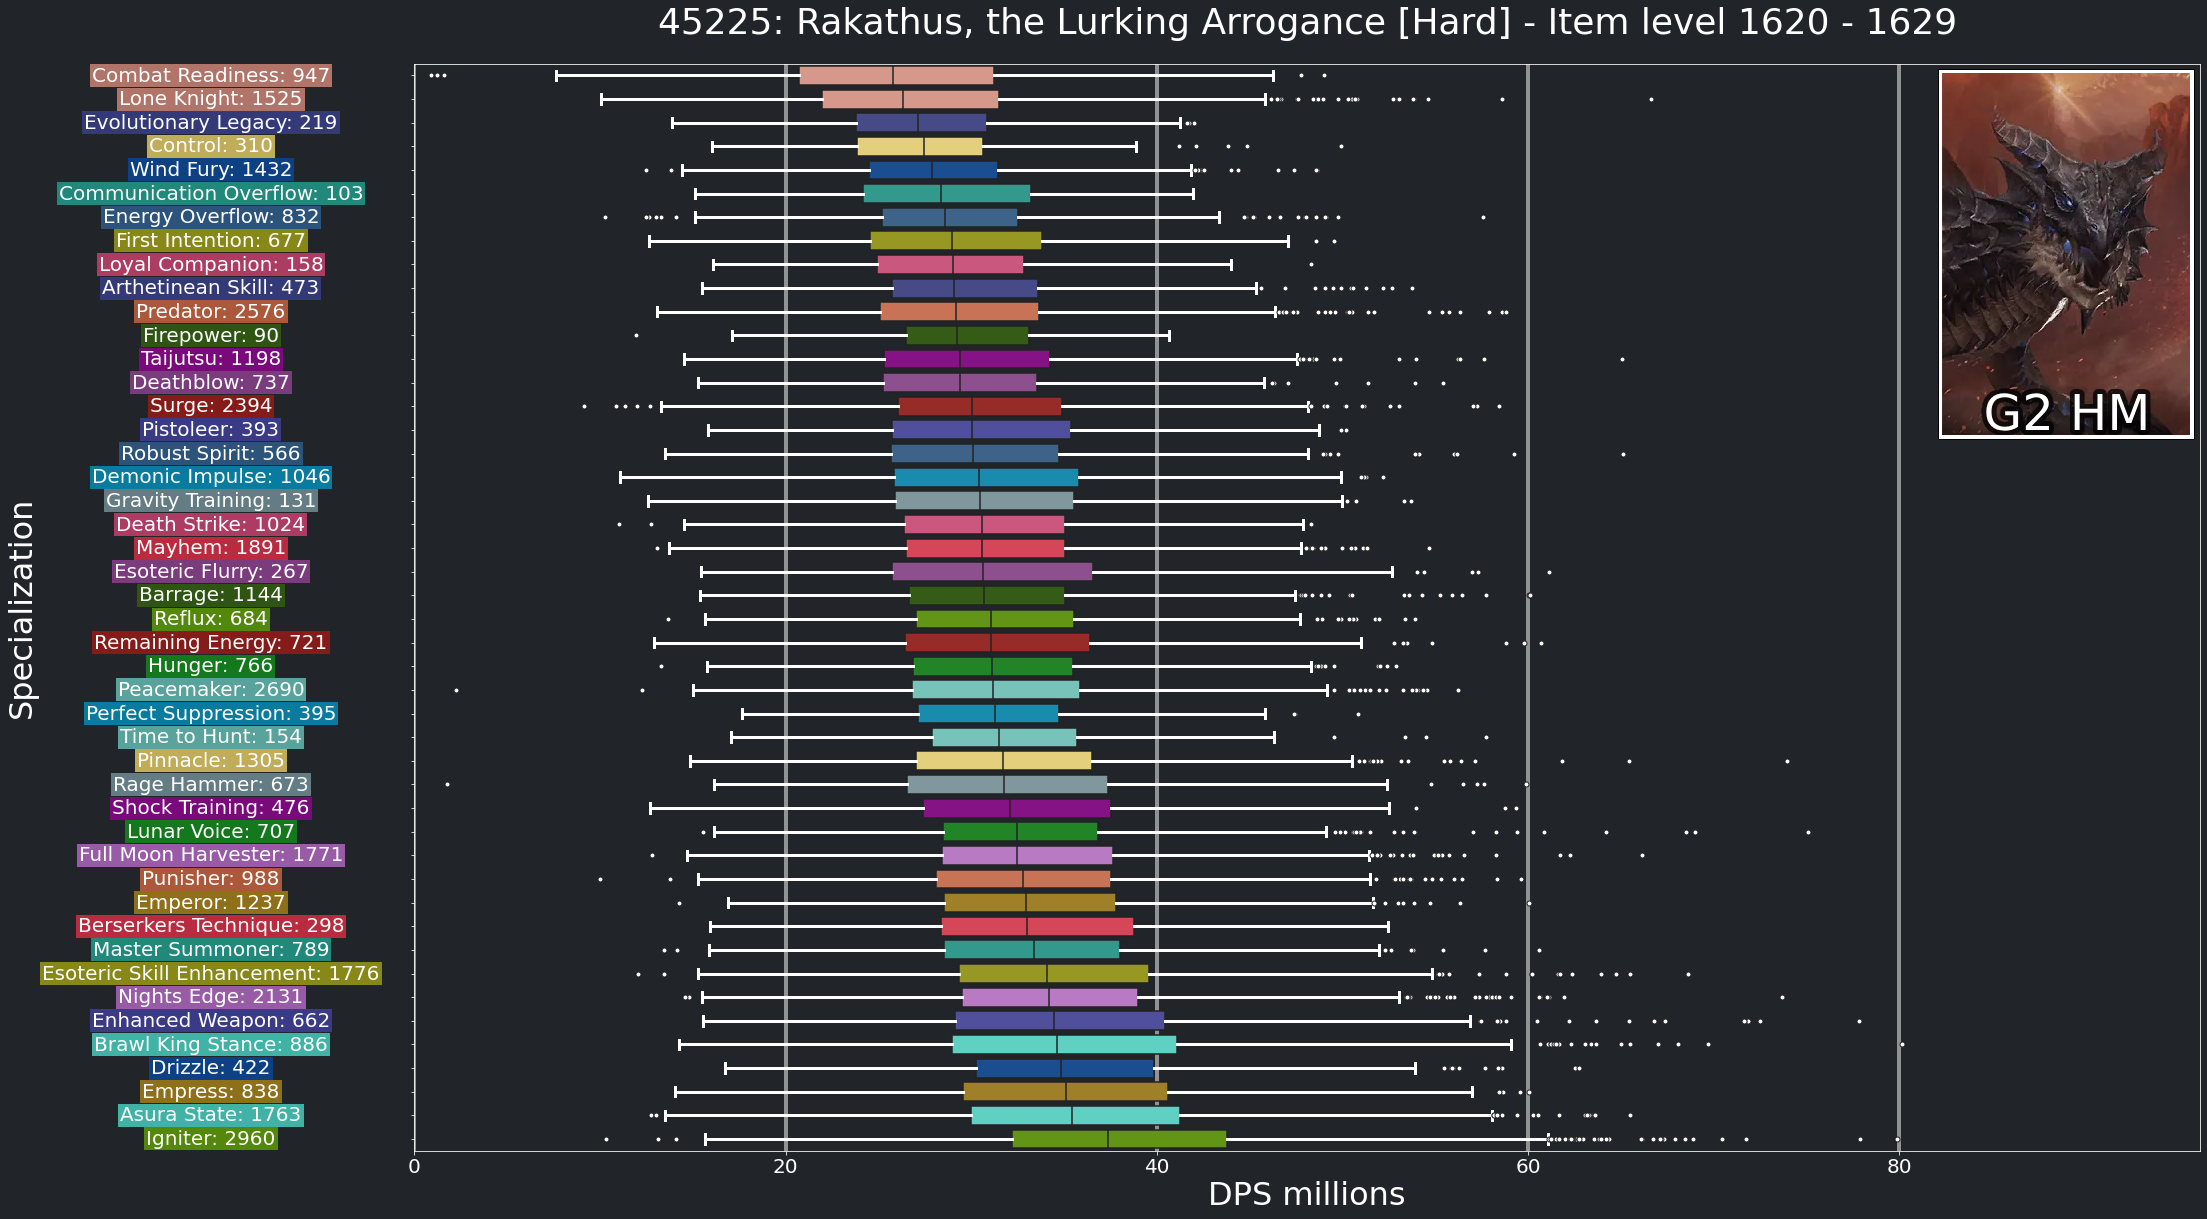 45225: Rakathus, the Lurking Arrogance [Hard] - Item level 1620 - 1629
Combat Readiness: 947
Lone Knight: 1525
Evolutionary Legacy: 219
Control: 310
Wind Fury: 1432
Communication Overflow: 103
Energy Overflow: 832
First Intention: 677
Loyal Companion: 158
Arthetinean Skill: 473
Predator: 2576
Firepower: 90
Taijutsu: 1198
Deathblow: 737
Surge: 2394
Pistoleer: 393
Robust Spirit: 566
Demonic Impulse: 1046
Gravity Training: 131
Death Strike: 1024
Mayhem: 1891
Esoteric Flurry: 267
Barrage: 1144
Reflux: 684
Remaining Energy: 721
Hunger: 766
Peacemaker: 2690
Perfect Suppression: 395
Time to Hunt: 154
Pinnacle: 1305
Rage Hammer: 673
Shock Training: 476
Lunar Voice: 707
Full Moon Harvester: 1771
Punisher: 988
Emperor: 1237
Berserkers Technique: 298
Master Summoner: 789
Esoteric Skill Enhancement: 1776
Nights Edge: 2131
Enhanced Weapon: 662
Brawl King Stance: 886
Drizzle: 422
Empress: 838
Asura State: 1763
Igniter: 2960
Specialization
G2 HM
0 20 40 60 80
DPS millions